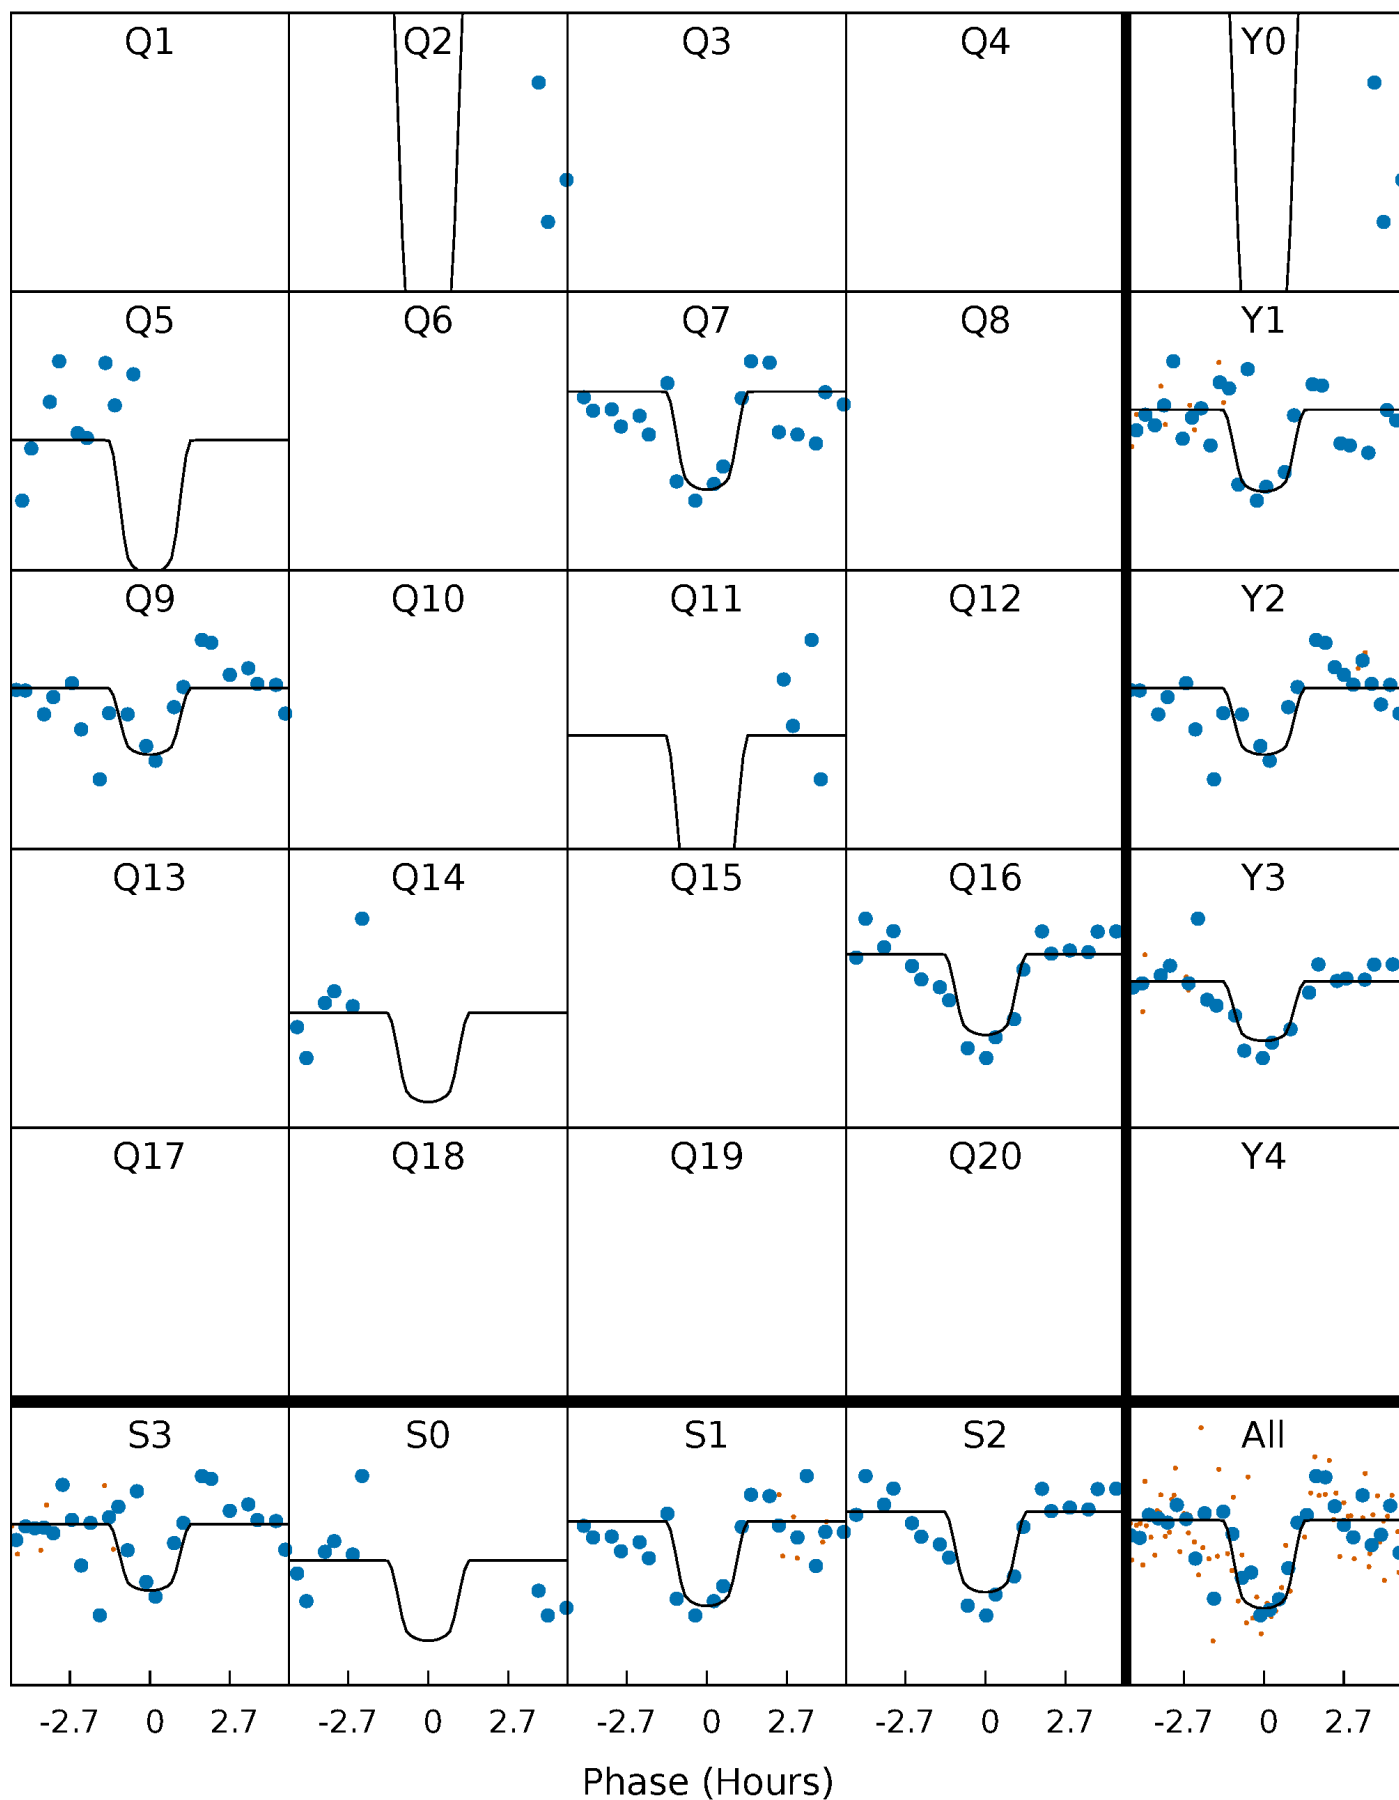 Q1 Q2 Q3 Q4 Y0
Q5 Q6 Q7 Q8 Y1
Q9 Q10 Q11 Q12 Y2
Q13 Q14 Q15 Q16 Y3
Q17 Q18 Q19 Q20 Y4
S3 S0 S1 S2 All
-2.7 0 2.7 -2.7 0 2.7 -2.7 0 2.7 -2.7 0 2.7 -2.7 0 2.7
Phase (Hours)